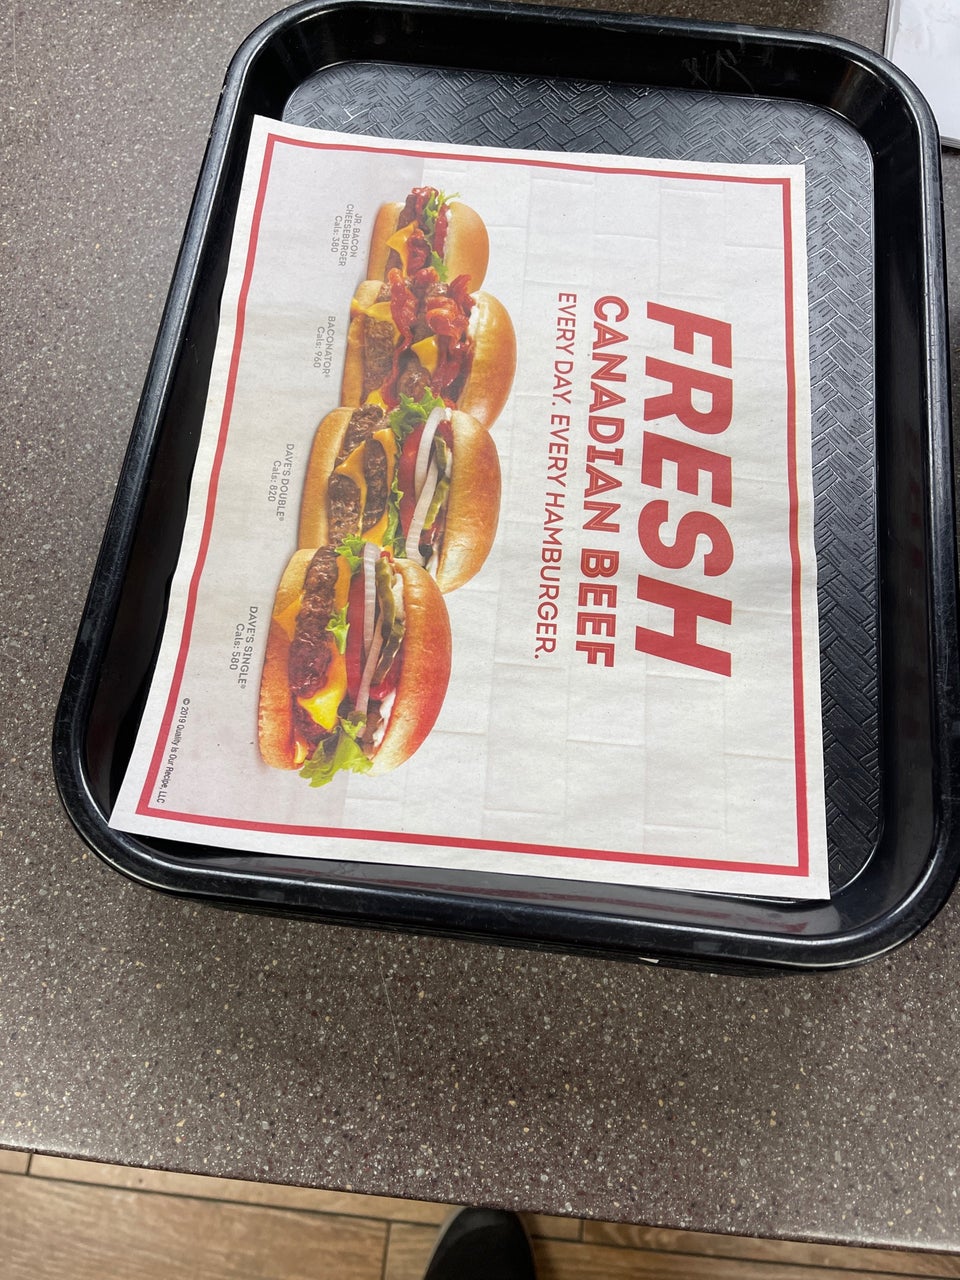 FRESH
CANADIAN BEEF
EVERY DAY. EVERY HAMBURGER.
JR. BACON
CHEESEBURGER
Cals: 380
BACONATOR®
Cals: 960
DAVE'S DOUBLE®
Cals: 820
DAVE'S SINGLE®
Cals: 580
© 2019 Quality Is Our Recipe, LLC